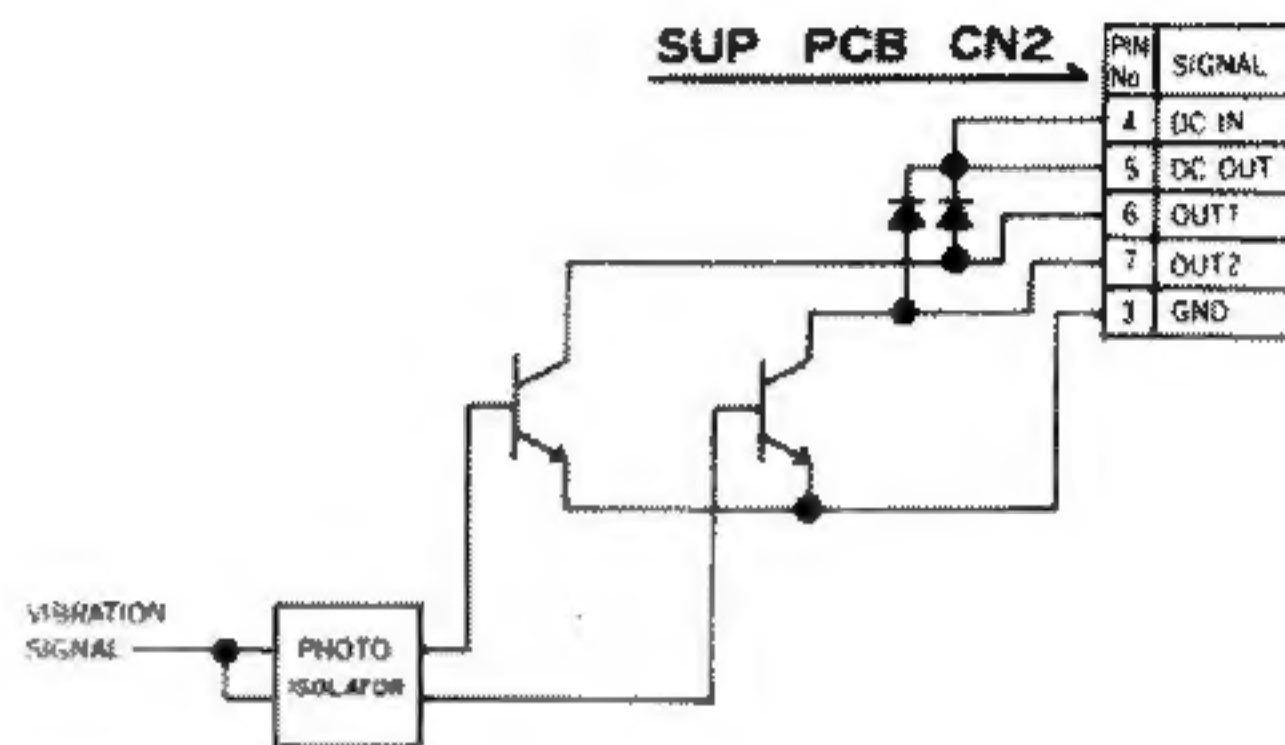 SUP PCB CN2
PIN No SIGNAL
4 DC IN
5 DC OUT
6 OUT1
7 OUT2
GND
VIBRATION
SIGNAL
PHOTO
ISOLATOR